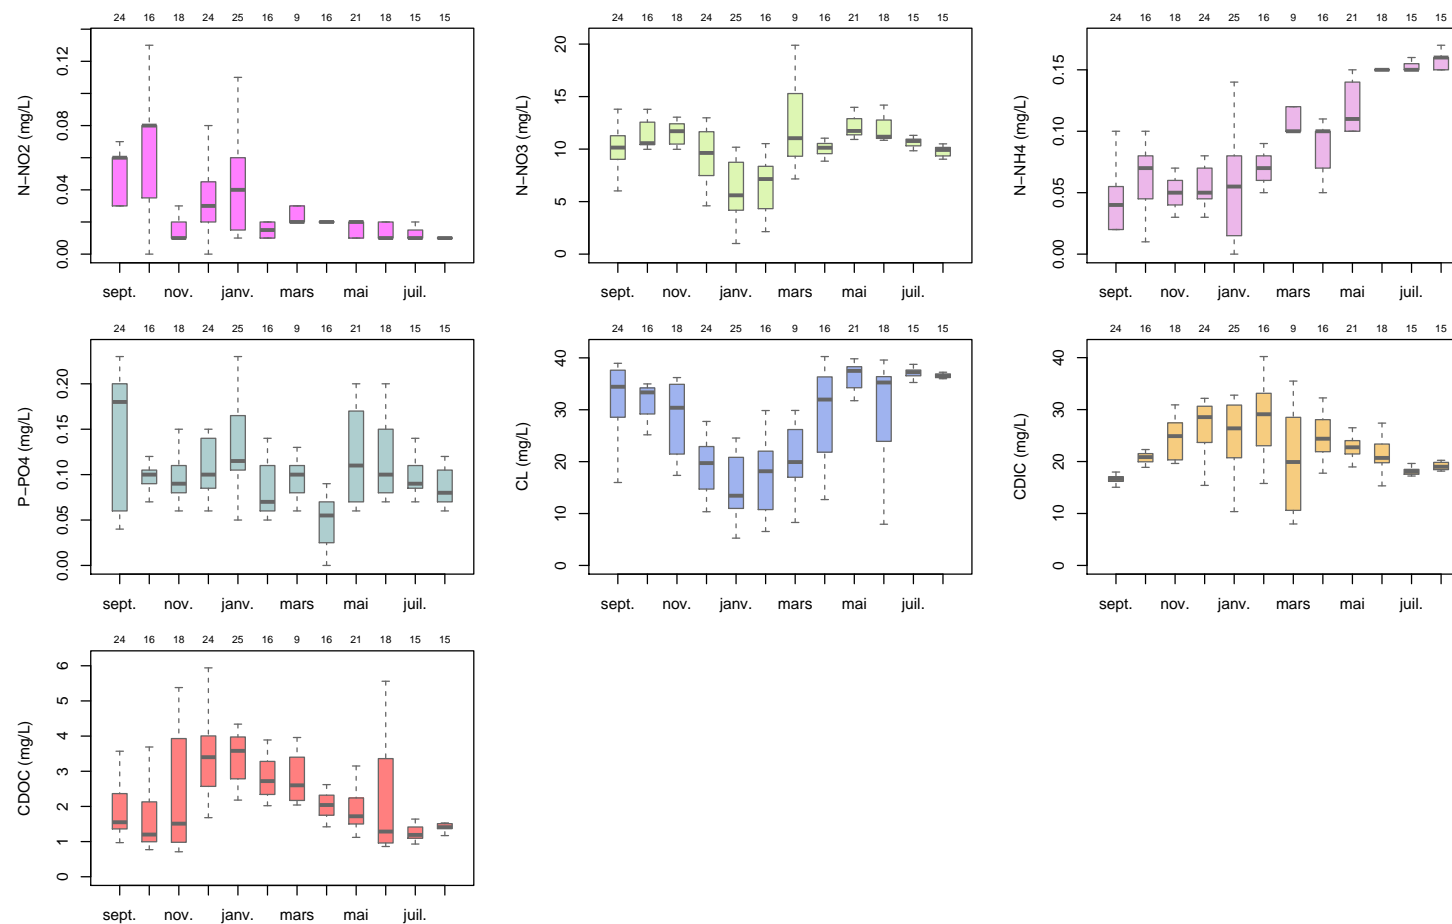 24 16 18 24 25 16 9 16 21 18 15 15
N−NO2 (mg/L)
0.00 0.04 0.08 0.12
sept. nov. janv. mars mai juil.
24 16 18 24 25 16 9 16 21 18 15 15
N−NO3 (mg/L)
0 5 10 15 20
sept. nov. janv. mars mai juil.
24 16 18 24 25 16 9 16 21 18 15 15
N−NH4 (mg/L)
0.00 0.05 0.10 0.15
sept. nov. janv. mars mai juil.
24 16 18 24 25 16 9 16 21 18 15 15
P−PO4 (mg/L)
0.00 0.05 0.10 0.15 0.20
sept. nov. janv. mars mai juil.
24 16 18 24 25 16 9 16 21 18 15 15
CL (mg/L)
0 10 20 30 40
sept. nov. janv. mars mai juil.
24 16 18 24 25 16 9 16 21 18 15 15
CDIC (mg/L)
0 10 20 30 40
sept. nov. janv. mars mai juil.
24 16 18 24 25 16 9 16 21 18 15 15
CDOC (mg/L)
0 1 2 3 4 5 6
sept. nov. janv. mars mai juil.